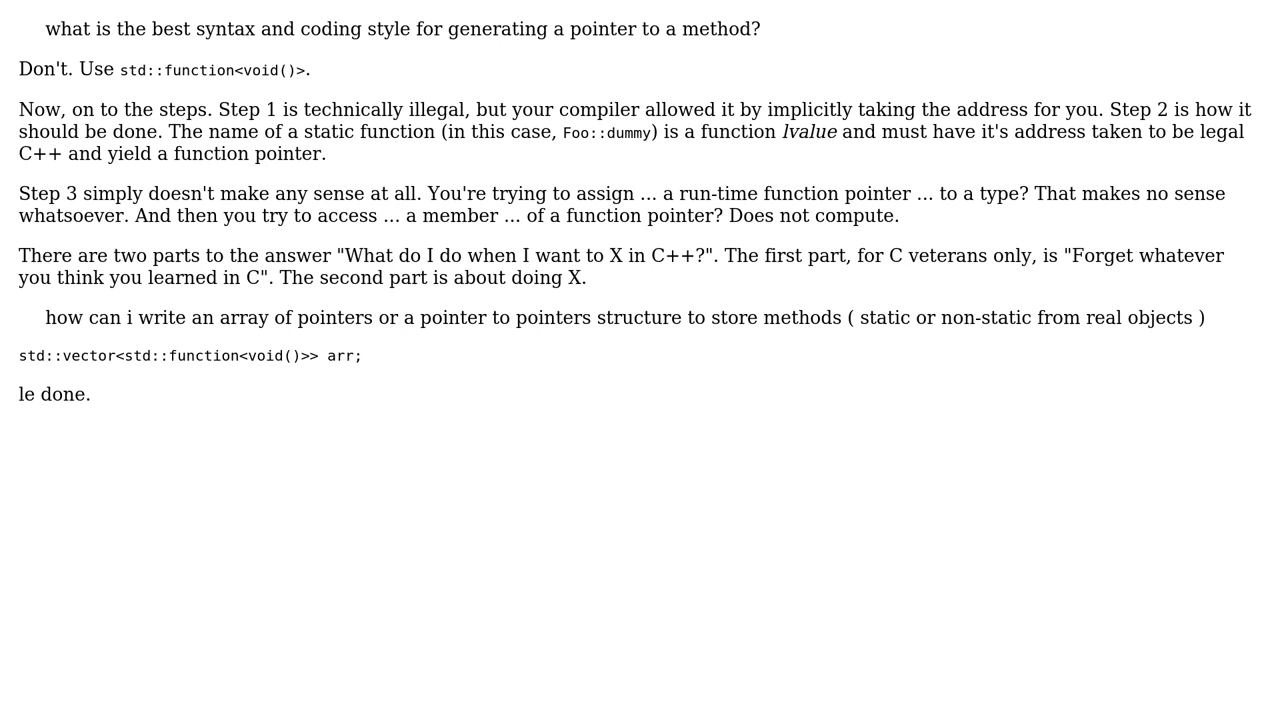 what is the best syntax and coding style for generating a pointer to a method?
Don't. Use std::function<void()>.
Now, on to the steps. Step 1 is technically illegal, but your compiler allowed it by implicitly taking the address for you. Step 2 is how it
should be done. The name of a static function (in this case, Foo::dummy) is a function lvalue and must have it's address taken to be legal
C++ and yield a function pointer.
Step 3 simply doesn't make any sense at all. You're trying to assign ... a run-time function pointer ... to a type? That makes no sense
whatsoever. And then you try to access ... a member ... of a function pointer? Does not compute.
There are two parts to the answer "What do I do when I want to X in C++?". The first part, for C veterans only, is "Forget whatever
you think you learned in C". The second part is about doing X.
how can i write an array of pointers or a pointer to pointers structure to store methods ( static or non-static from real objects )
std::vector<std::function<void()>> arr;
le done.